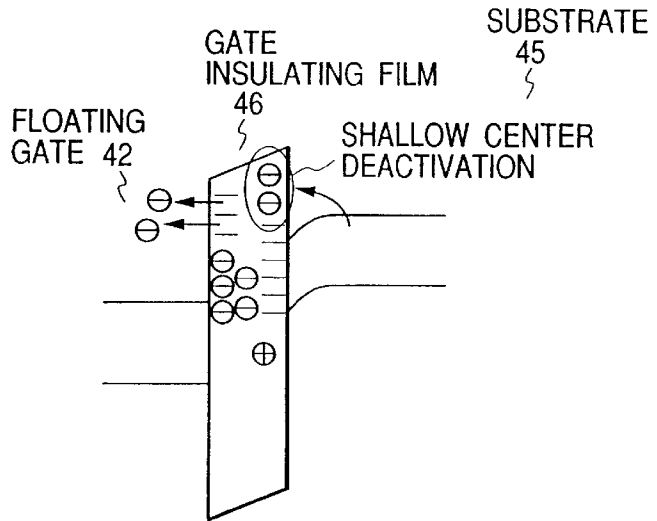 SUBSTRATE
45
GATE
INSULATING FILM
46
FLOATING
GATE 42
SHALLOW CENTER
DEACTIVATION